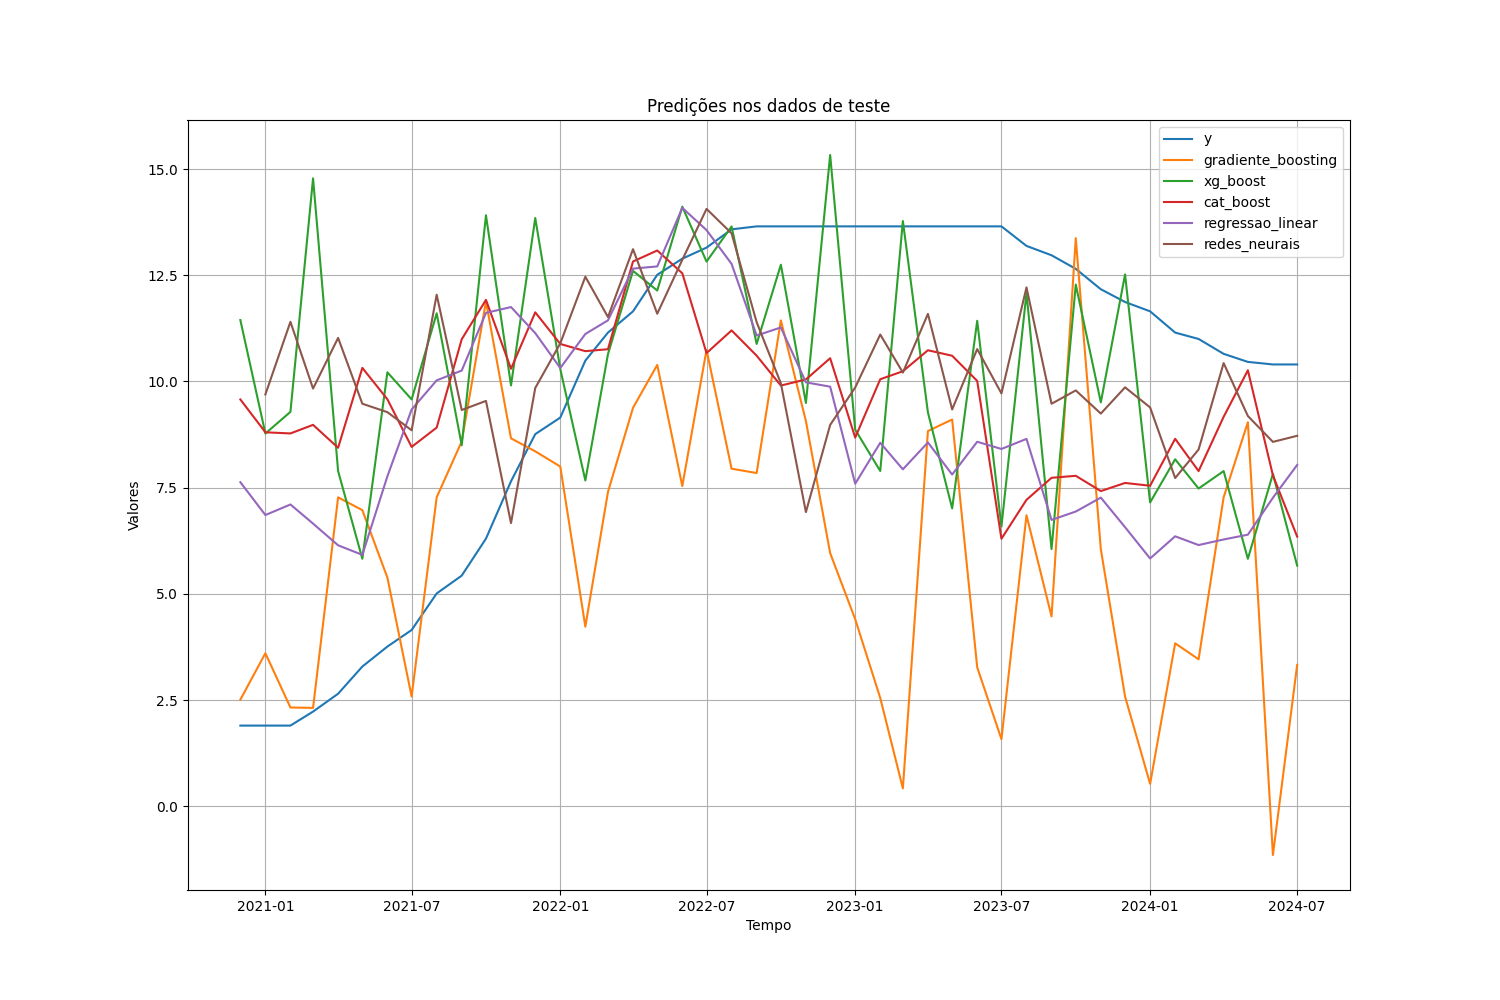 Predições nos dados de teste
y
gradiente_boosting
xg_boost
cat_boost
regressao_linear
redes_neurais
Valores
15.0
12.5
10.0
7.5
5.0
2.5
0.0
2021-01 2021-07 2022-01 2022-07 2023-01 2023-07 2024-01 2024-07
Tempo